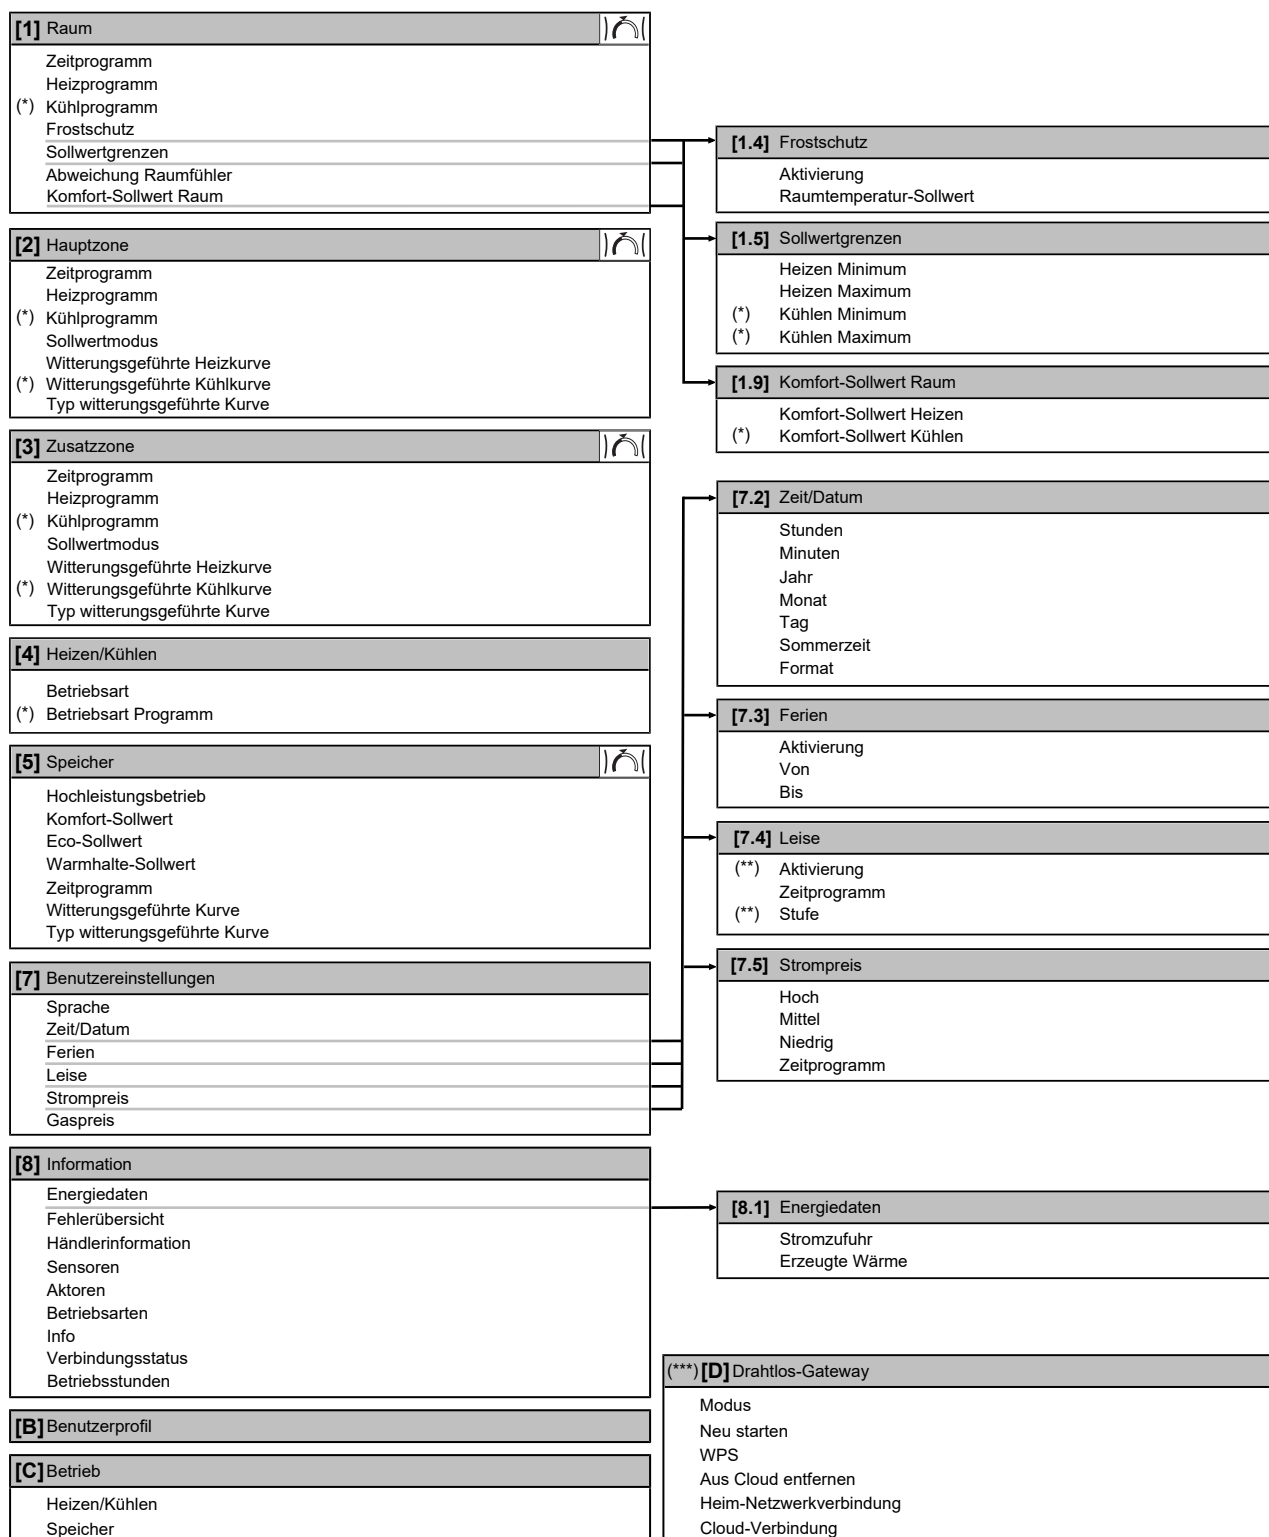 [1] Raum
Zeitprogramm
Heizprogramm
(*) Kühlprogramm
Frostschutz
Sollwertgrenzen
Abweichung Raumfühler
Komfort-Sollwert Raum
[2] Hauptzone
Zeitprogramm
Heizprogramm
(*) Kühlprogramm
Sollwertmodus
Witterungsgeführte Heizkurve
(*) Witterungsgeführte Kühlkurve
Typ witterungsgeführte Kurve
[3] Zusatzzone
Zeitprogramm
Heizprogramm
(*) Kühlprogramm
Sollwertmodus
Witterungsgeführte Heizkurve
(*) Witterungsgeführte Kühlkurve
Typ witterungsgeführte Kurve
[4] Heizen/Kühlen
Betriebsart
(*) Betriebsart Programm
[5] Speicher
Hochleistungsbetrieb
Komfort-Sollwert
Eco-Sollwert
Warmhalte-Sollwert
Zeitprogramm
Witterungsgeführte Kurve
Typ witterungsgeführte Kurve
[7] Benutzereinstellungen
Sprache
Zeit/Datum
Ferien
Leise
Strompreis
Gaspreis
[8] Information
Energiedaten
Fehlerübersicht
Händlerinformation
Sensoren
Aktoren
Betriebsarten
Info
Verbindungsstatus
Betriebsstunden
[B] Benutzerprofil
[C] Betrieb
Heizen/Kühlen
Speicher
[1.4] Frostschutz
Aktivierung
Raumtemperatur-Sollwert
[1.5] Sollwertgrenzen
Heizen Minimum
Heizen Maximum
(*) Kühlen Minimum
(*) Kühlen Maximum
[1.9] Komfort-Sollwert Raum
Komfort-Sollwert Heizen
(*) Komfort-Sollwert Kühlen
[7.2] Zeit/Datum
Stunden
Minuten
Jahr
Monat
Tag
Sommerzeit
Format
[7.3] Ferien
Aktivierung
Von
Bis
[7.4] Leise
(**) Aktivierung
Zeitprogramm
(**) Stufe
[7.5] Strompreis
Hoch
Mittel
Niedrig
Zeitprogramm
[8.1] Energiedaten
Stromzufuhr
Erzeugte Wärme
(***) [D] Drahtlos-Gateway
Modus
Neu starten
WPS
Aus Cloud entfernen
Heim-Netzwerkverbindung
Cloud-Verbindung